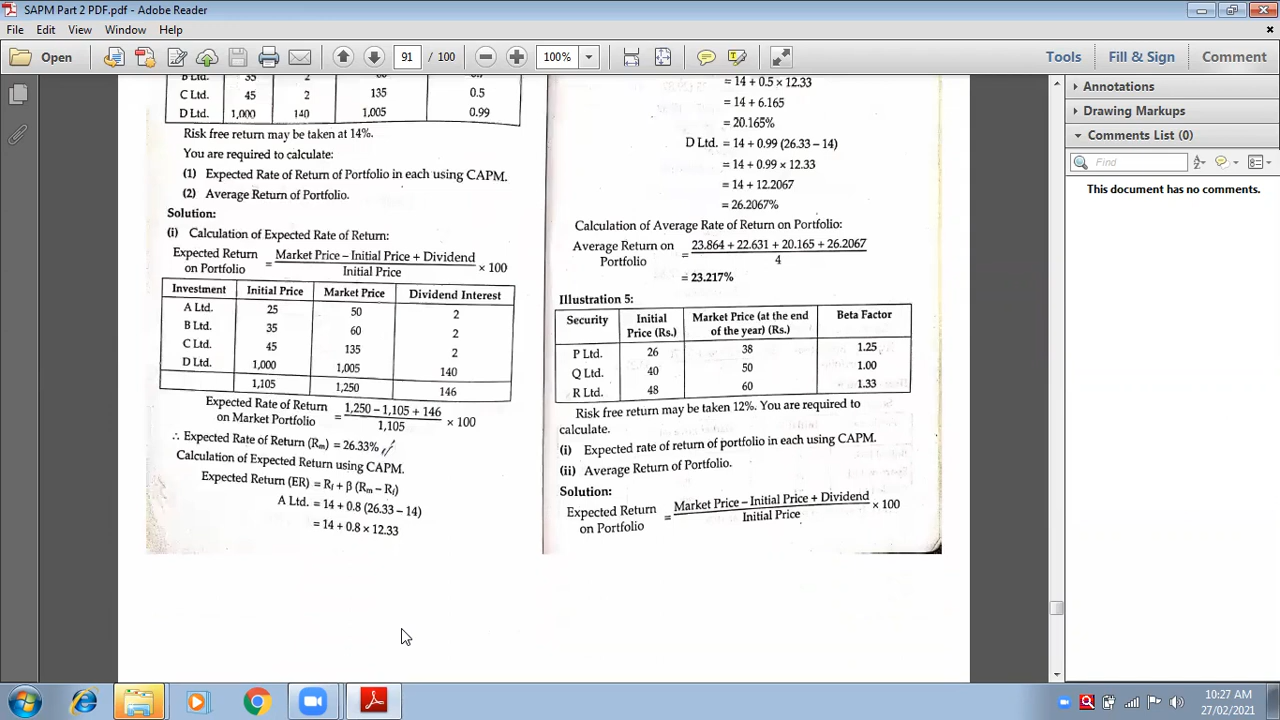 SAPM Part 2 PDF.pdf - Adobe Reader
File Edit View Window Help
Open 91 / 100 100% Tools Fill & Sign Comment
B Ltd. 35 2
C Ltd. 45 2 135 0.5
D Ltd. 1,000 140 1,005 0.99
Risk free return may be taken at 14%.
You are required to calculate:
(1) Expected Rate of Return of Portfolio in each using CAPM.
(2) Average Return of Portfolio.
Solution:
(i) Calculation of Expected Rate of Return:
Expected Return on Portfolio = Market Price – Initial Price + Dividend
Initial Price × 100
Investment Initial Price Market Price Dividend Interest
A Ltd. 25 50 2
B Ltd. 35 60 2
C Ltd. 45 135 2
D Ltd. 1,000 1,005 140
1,105 1,250 146
Expected Rate of Return on Market Portfolio = 1,250 – 1,105 + 146
1,105 × 100
∴ Expected Rate of Return (Rm) = 26.33%
Calculation of Expected Return using CAPM.
Expected Return (ER) = Rf + β (Rm – Rf)
A Ltd. = 14 + 0.8 (26.33 – 14)
= 14 + 0.8 × 12.33
= 14 + 0.5 × 12.33
= 14 + 6.165
= 20.165%
D Ltd. = 14 + 0.99 (26.33 – 14)
= 14 + 0.99 × 12.33
= 14 + 12.2067
= 26.2067%
Calculation of Average Rate of Return on Portfolio:
Average Return on Portfolio = 23.864 + 22.631 + 20.165 + 26.2067
4
= 23.217%
Illustration 5:
Security Initial Price (Rs.) Market Price (at the end of the year) (Rs.) Beta Factor
P Ltd. 26 38 1.25
Q Ltd. 40 50 1.00
R Ltd. 48 60 1.33
Risk free return may be taken 12%. You are required to
calculate.
(i) Expected rate of return of portfolio in each using CAPM.
(ii) Average Return of Portfolio.
Solution:
Expected Return on Portfolio = Market Price – Initial Price + Dividend
Initial Price × 100
Annotations
Drawing Markups
Comments List (0)
Find
This document has no comments.
10:27 AM
27/02/2021